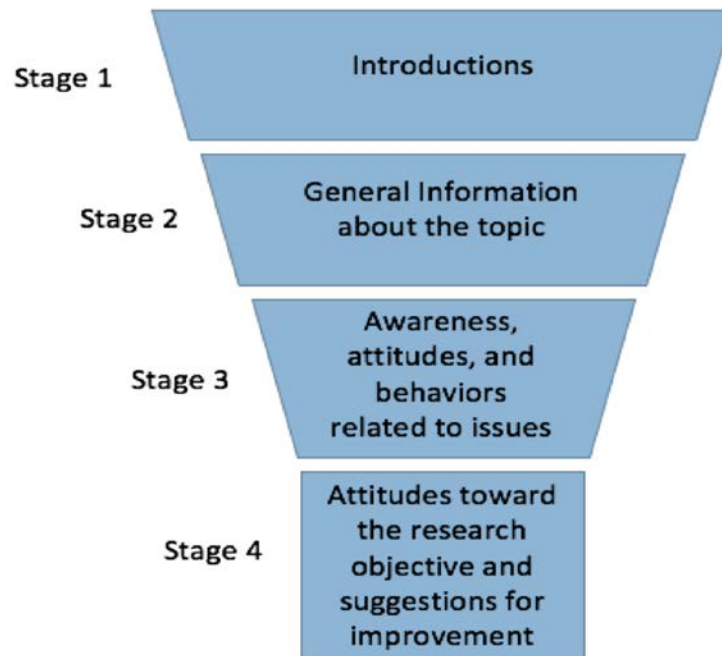 Stage 1
Introductions
Stage 2
General Information
about the topic
Stage 3
Awareness,
attitudes, and
behaviors
related to issues
Stage 4
Attitudes toward
the research
objective and
suggestions for
improvement